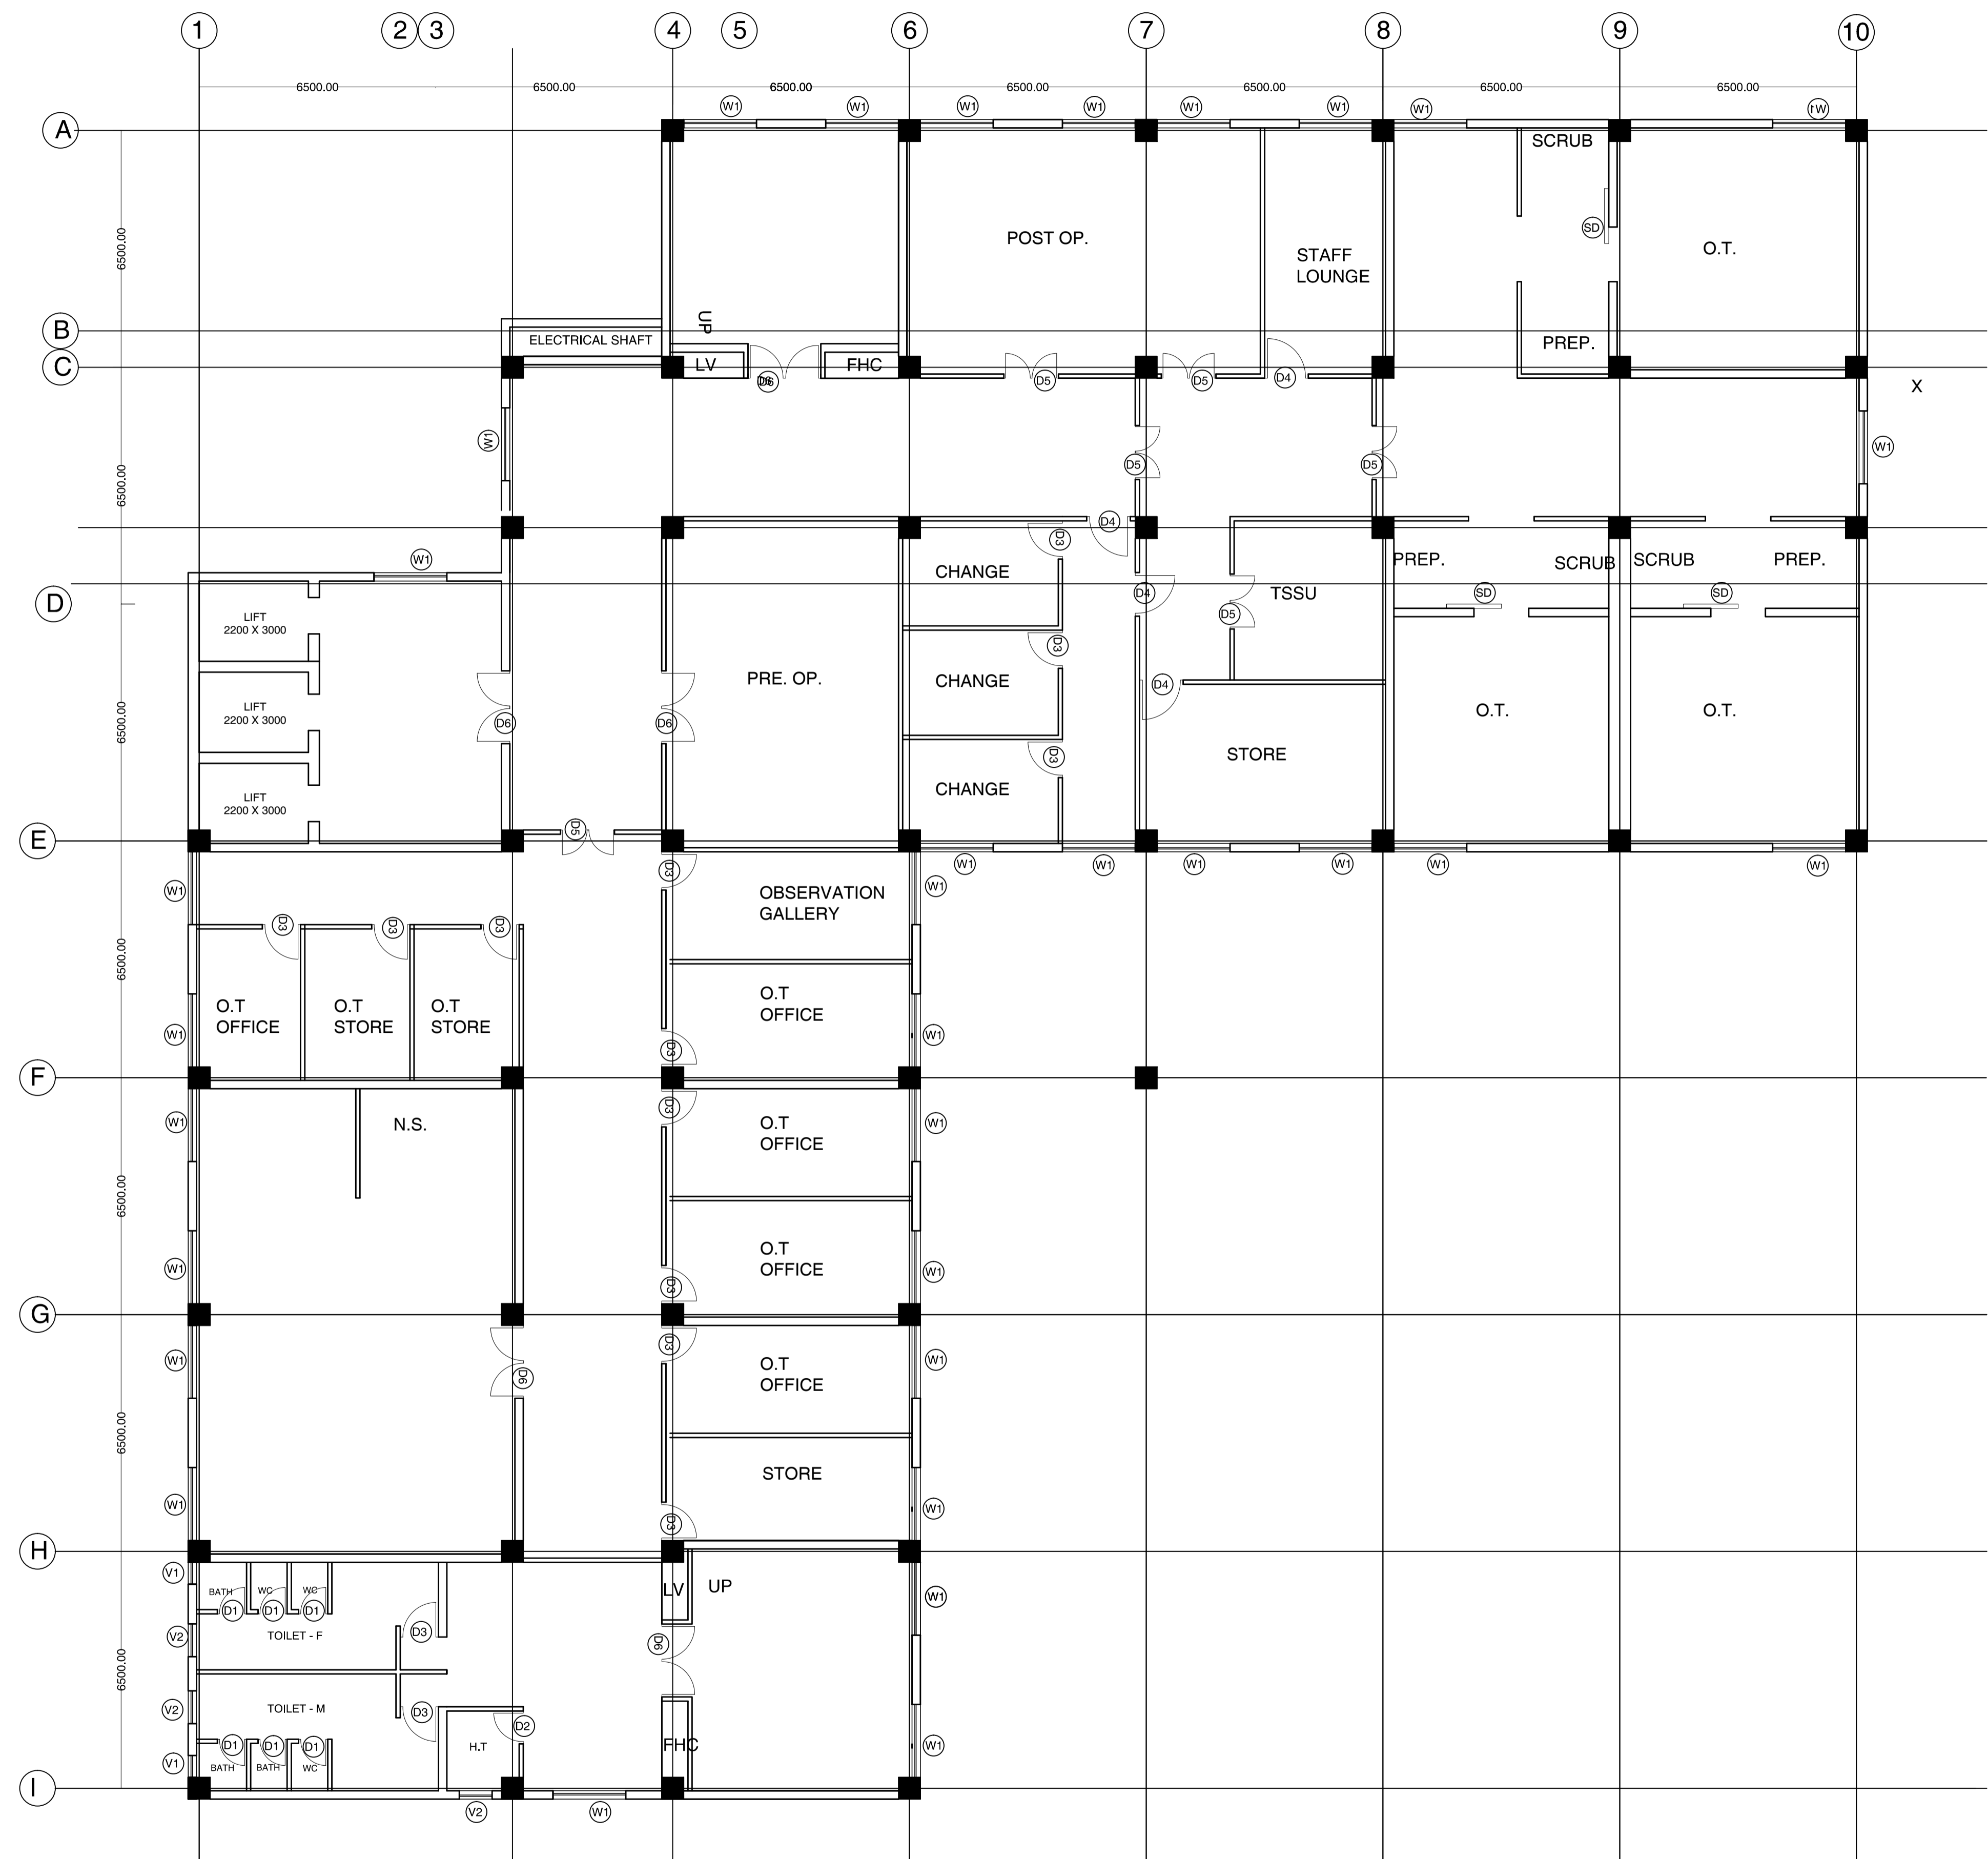 1 2 3 4 5 6 7 8 9 10
6500.00 6500.00 6500.00 6500.00 6500.00 6500.00 6500.00
W1 W1 W1 W1 W1 W1 W1 W1
A
SCRUB
SD
6500.00
POST OP.
STAFF
LOUNGE
O.T.
UP
B
ELECTRICAL SHAFT
PREP.
C
LV
FHC
D6
D5
D5
D4
X
W1
D5
D5
W1
6500.00
D4
D3
W1
CHANGE
PREP.
SCRUB
SCRUB
PREP.
D
D4
TSSU
SD
SD
LIFT
2200 X 3000
D5
D3
PRE. OP.
CHANGE
D4
LIFT
2200 X 3000
D6
D6
6500.00
O.T.
O.T.
STORE
D3
CHANGE
LIFT
2200 X 3000
D5
E
W1 W1 W1 W1 W1 W1
D3
W1
W1
OBSERVATION
GALLERY
D3
D3
D3
6500.00
O.T
OFFICE
O.T
STORE
O.T
STORE
O.T
OFFICE
W1
W1
D3
F
D3
W1
N.S.
O.T
OFFICE
W1
6500.00
O.T
OFFICE
W1
W1
D3
G
D3
W1
W1
O.T
OFFICE
D6
6500.00
STORE
W1
W1
D3
H
V1
BATH
WC
WC
LV
UP
W1
D1
D1
D1
V2
TOILET - F
D3
D6
6500.00
V2
TOILET - M
D3
D2
D1
D1
D1
H.T
FHC
W1
V1
BATH
BATH
WC
I
V2
W1